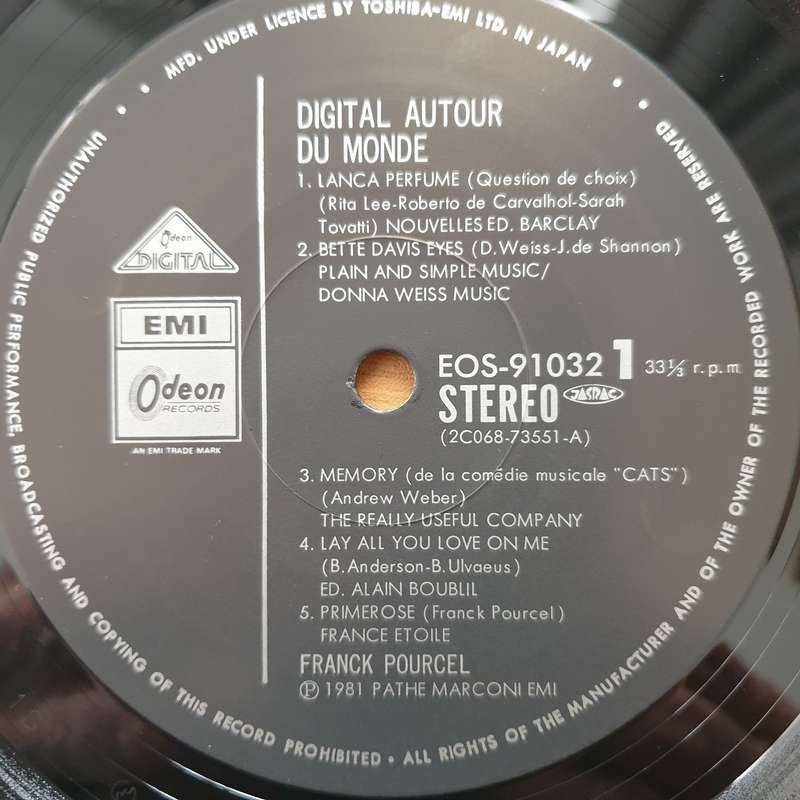 MFD. UNDER LICENCE BY TOSHIBA-EMI LTD. IN JAPAN
DIGITAL AUTOUR
DU MONDE
1. LANCA PERFUME (Question de choix)
(Rita Lee-Roberto de Carvalhol-Sarah
Tovatti) NOUVELLES ED. BARCLAY
2. BETTE DAVIS EYES (D.Weiss-J.de Shannon)
PLAIN AND SIMPLE MUSIC/
DONNA WEISS MUSIC
Odeon
DIGITAL
EMI
Odeon
RECORDS
AN EMI TRADE MARK
EOS-91032 1 33⅓ r.p.m
STEREO JASRAC
(2C068-73551-A)
3. MEMORY (de la comédie musicale "CATS")
(Andrew Weber)
THE REALLY USEFUL COMPANY
4. LAY ALL YOU LOVE ON ME
(B.Anderson-B.Ulvaeus)
ED. ALAIN BOUBLIL
5. PRIMEROSE (Franck Pourcel)
FRANCE ETOILE
FRANCK POURCEL
Ⓟ 1981 PATHE MARCONI EMI
UNAUTHORIZED PUBLIC PERFORMANCE, BROADCASTING AND COPYING OF THIS RECORD PROHIBITED • ALL RIGHTS OF THE MANUFACTURER AND OF THE OWNER OF THE RECORDED WORK ARE RESERVED